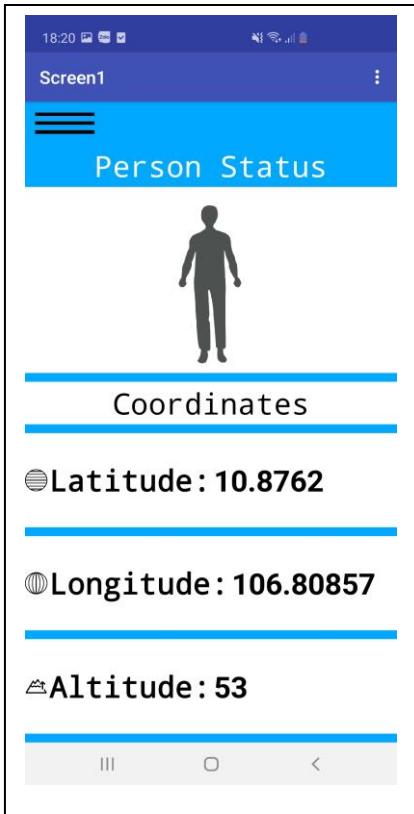 18:20
Screen1
Person Status
Coordinates
Latitude: 10.8762
Longitude: 106.80857
Altitude: 53